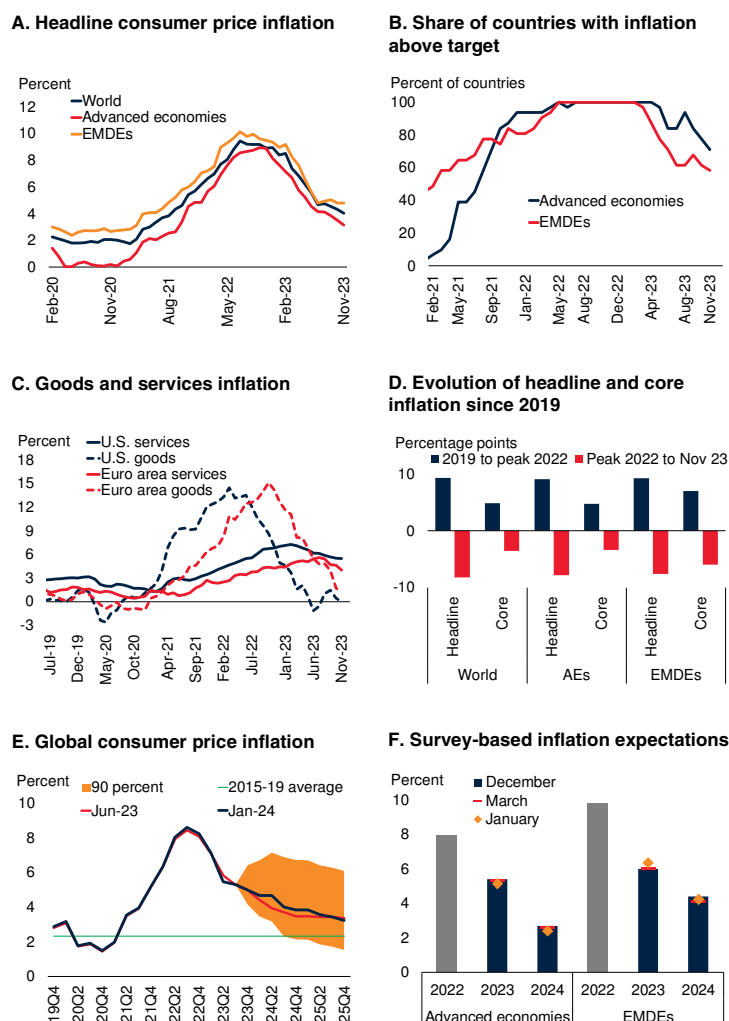 A. Headline consumer price inflation
Percent
12
10
8
6
4
2
0
World
Advanced economies
EMDEs
Feb-20
Nov-20
Aug-21
May-22
Feb-23
Nov-23
B. Share of countries with inflation
above target
Percent of countries
100
80
60
40
20
0
Advanced economies
EMDEs
Feb-21
May-21
Sep-21
Jan-22
May-22
Aug-22
Dec-22
Apr-23
Aug-23
Nov-23
C. Goods and services inflation
Percent
18
15
12
9
6
3
0
-3
U.S. services
U.S. goods
Euro area services
Euro area goods
Jul-19
Dec-19
May-20
Oct-20
Apr-21
Sep-21
Feb-22
Jul-22
Jan-23
Jun-23
Nov-23
D. Evolution of headline and core
inflation since 2019
Percentage points
2019 to peak 2022
Peak 2022 to Nov 23
10
0
-10
Headline
Core
Headline
Core
Headline
Core
World
AEs
EMDEs
E. Global consumer price inflation
Percent
10
8
6
4
2
0
90 percent
2015-19 average
Jun-23
Jan-24
19Q4
20Q2
20Q4
21Q2
21Q4
22Q2
22Q4
23Q2
23Q4
24Q2
24Q4
25Q2
25Q4
F. Survey-based inflation expectations
Percent
10
8
6
4
2
0
December
March
January
2022
2023
2024
2022
2023
2024
Advanced economies
EMDEs